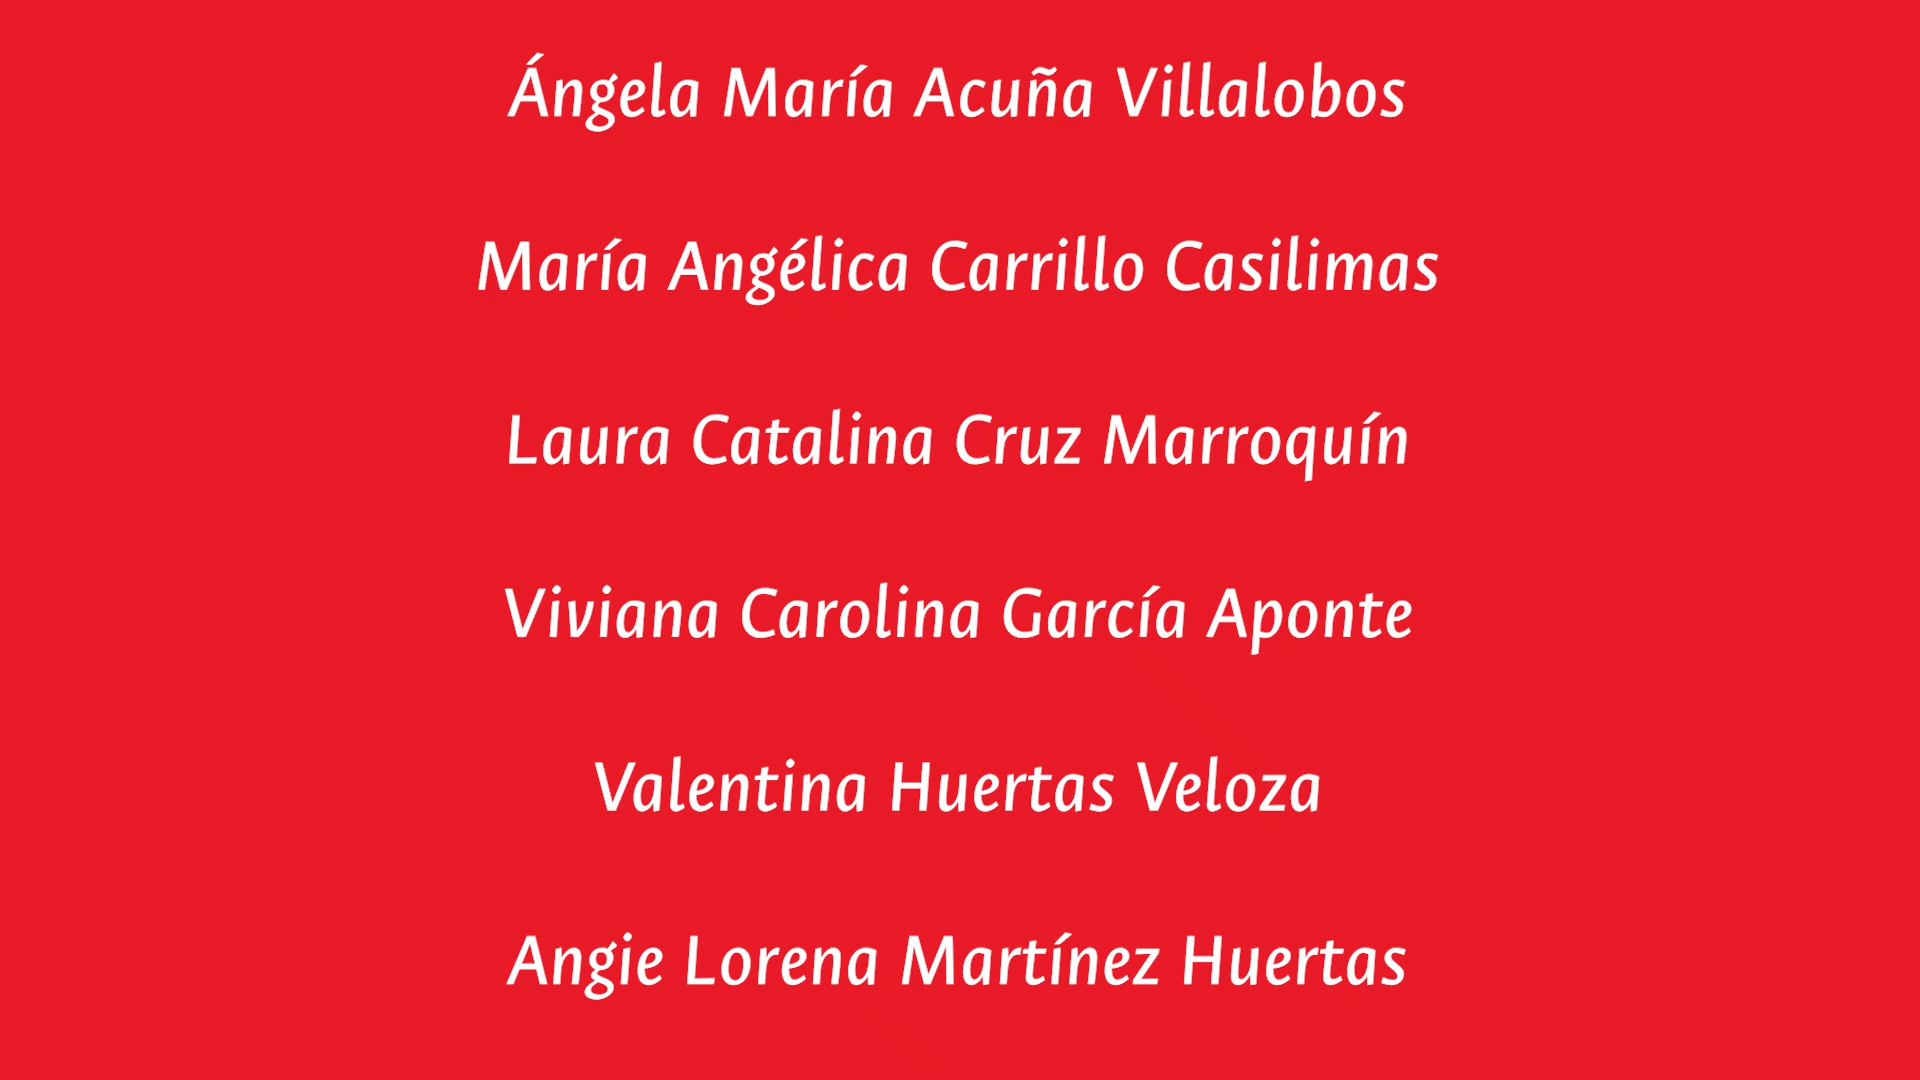 Ángela María Acuña Villalobos
María Angélica Carrillo Casilimas
Laura Catalina Cruz Marroquín
Viviana Carolina García Aponte
Valentina Huertas Veloza
Angie Lorena Martínez Huertas